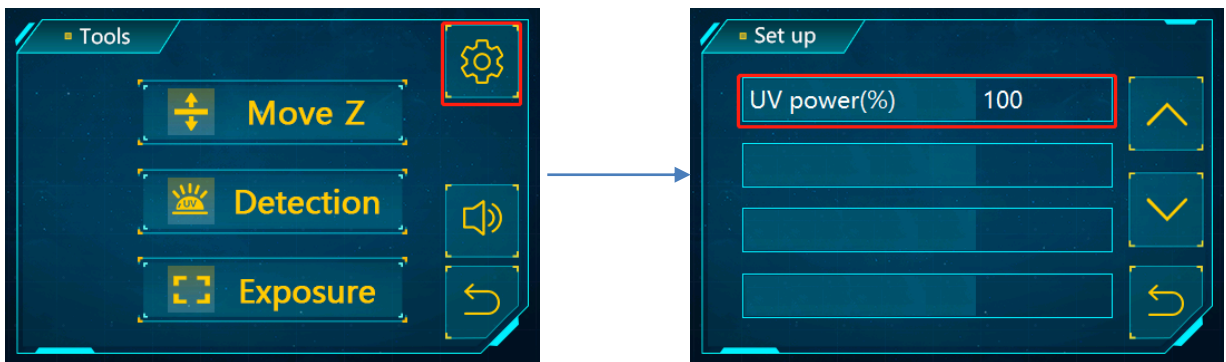 Tools
Move Z
UV
Detection
Exposure
Set up
UV power(%) 100